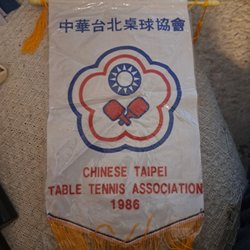 中華台北桌球協會
CHINESE TAIPEI
TABLE TENNIS ASSOCIATION
1986